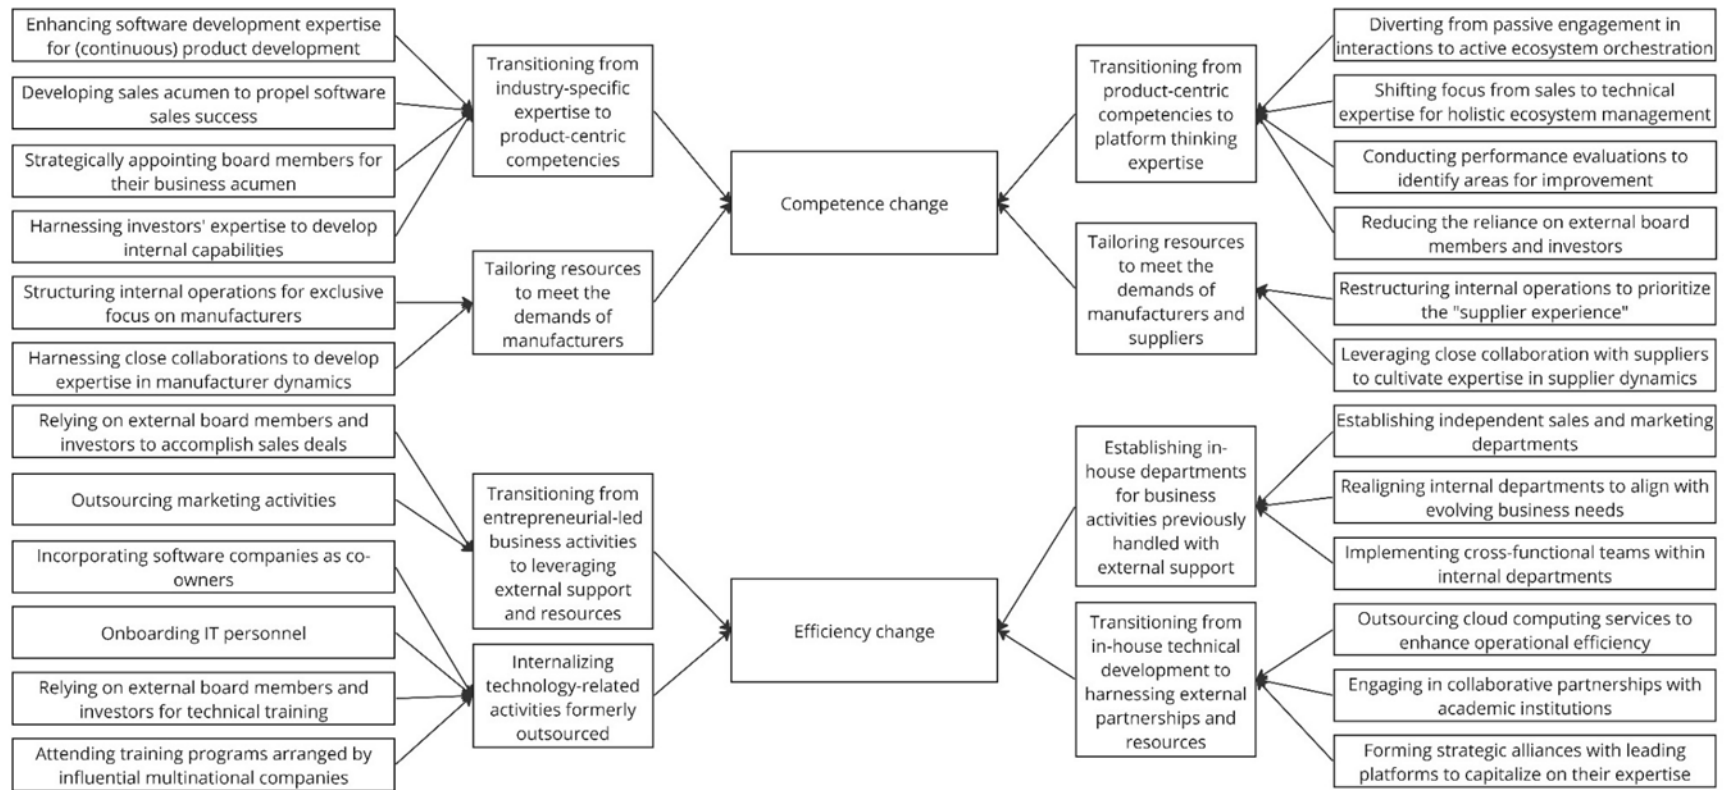 Enhancing software development expertise
for (continuous) product development
Developing sales acumen to propel software
sales success
Strategically appointing board members for
their business acumen
Harnessing investors' expertise to develop
internal capabilities
Structuring internal operations for exclusive
focus on manufacturers
Harnessing close collaborations to develop
expertise in manufacturer dynamics
Relying on external board members and
investors to accomplish sales deals
Outsourcing marketing activities
Incorporating software companies as co-
owners
Onboarding IT personnel
Relying on external board members and
investors for technical training
Attending training programs arranged by
influential multinational companies
Transitioning from
industry-specific
expertise to
product-centric
competencies
Tailoring resources
to meet the
demands of
manufacturers
Transitioning from
entrepreneurial-led
business activities
to leveraging
external support
and resources
Internalizing
technology-related
activities formerly
outsourced
Competence change
Efficiency change
Transitioning from
product-centric
competencies to
platform thinking
expertise
Tailoring resources
to meet the
demands of
manufacturers and
suppliers
Establishing in-
house departments
for business
activities previously
handled with
external support
Transitioning from
in-house technical
development to
harnessing external
partnerships and
resources
Diverting from passive engagement in
interactions to active ecosystem orchestration
Shifting focus from sales to technical
expertise for holistic ecosystem management
Conducting performance evaluations to
identify areas for improvement
Reducing the reliance on external board
members and investors
Restructuring internal operations to prioritize
the "supplier experience"
Leveraging close collaboration with suppliers
to cultivate expertise in supplier dynamics
Establishing independent sales and marketing
departments
Realigning internal departments to align with
evolving business needs
Implementing cross-functional teams within
internal departments
Outsourcing cloud computing services to
enhance operational efficiency
Engaging in collaborative partnerships with
academic institutions
Forming strategic alliances with leading
platforms to capitalize on their expertise